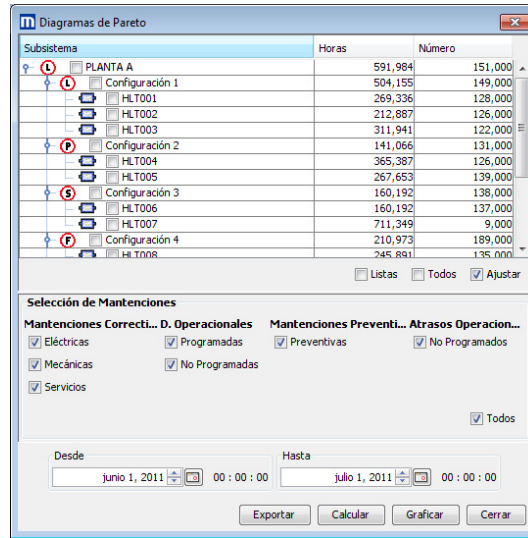 Diagramas de Pareto
Subsistema Horas Número
L PLANTA A 591,984 151,000
L Configuración 1 504,155 149,000
HLT001 269,336 128,000
HLT002 212,887 126,000
HLT003 311,941 122,000
P Configuración 2 141,066 131,000
HLT004 365,387 126,000
HLT005 267,653 139,000
S Configuración 3 160,192 138,000
HLT006 160,192 137,000
HLT007 711,349 9,000
F Configuración 4 210,973 189,000
HLT008 245,891 135,000
Listas Todos Ajustar
Selección de Mantenciones
Mantenciones Correcti... D. Operacionales Mantenciones Preventi... Atrasos Operacion...
Eléctricas Programadas Preventivas No Programados
Mecánicas No Programadas
Servicios
Todos
Desde Hasta
junio 1, 2011 00 : 00 : 00 julio 1, 2011 00 : 00 : 00
Exportar Calcular Graficar Cerrar